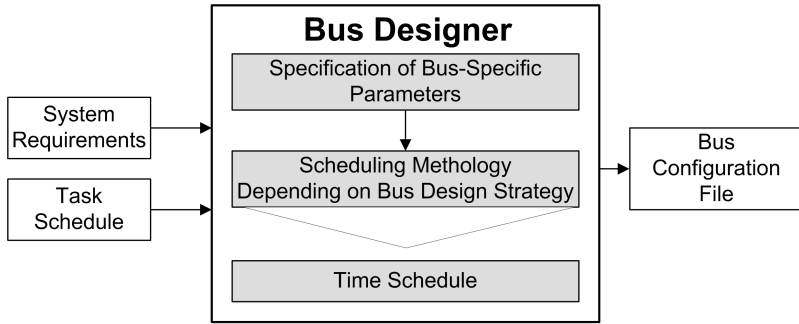 Bus Designer
Specification of Bus-Specific
Parameters
System
Requirements
Scheduling Methology
Depending on Bus Design Strategy
Task
Schedule
Time Schedule
Bus
Configuration
File